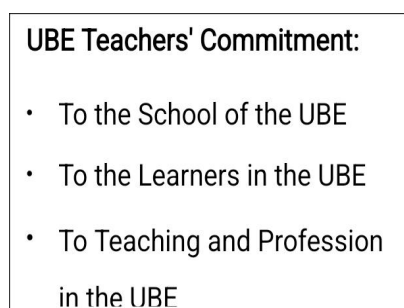 UBE Teachers' Commitment:
• To the School of the UBE
• To the Learners in the UBE
• To Teaching and Profession
in the UBE